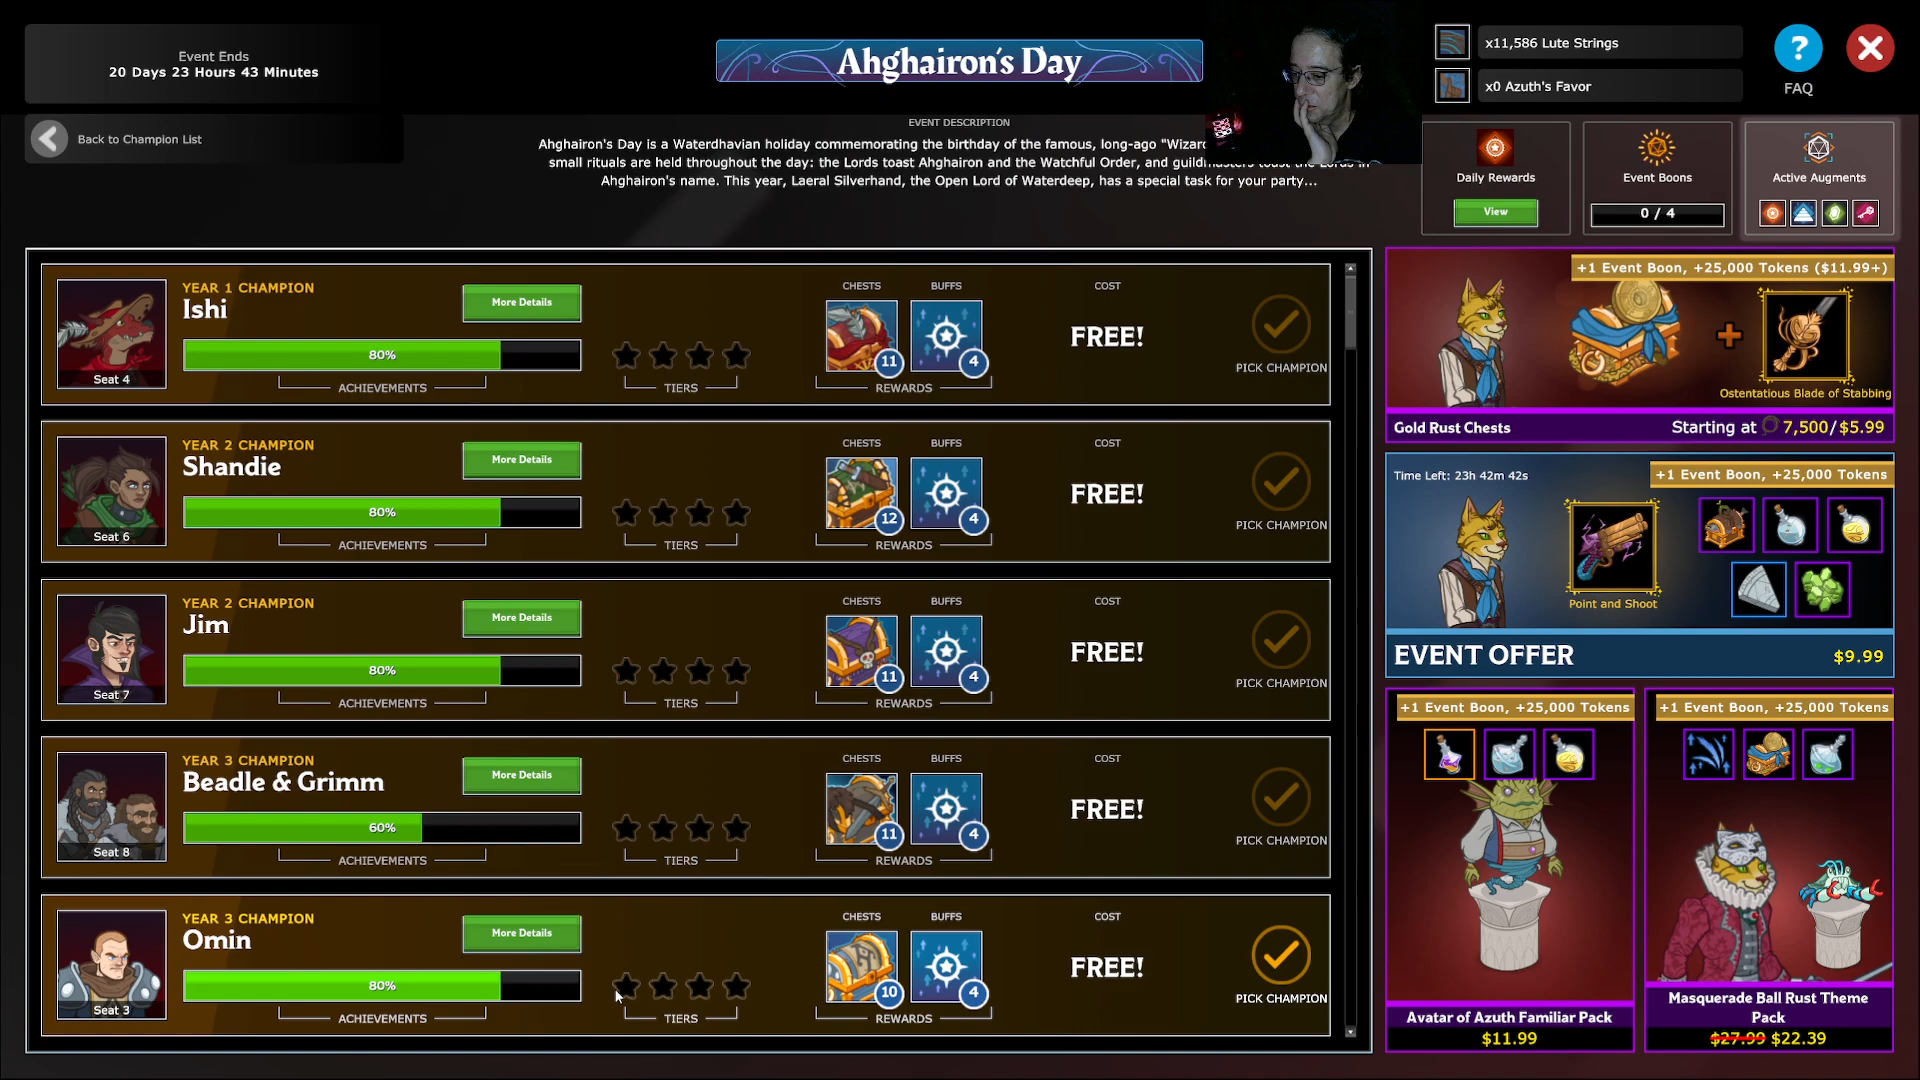 Event Ends
20 Days 23 Hours 43 Minutes
Ahghairon's Day
x11,586 Lute Strings
x0 Azuth's Favor
FAQ
Back to Champion List
EVENT DESCRIPTION
Ahghairon's Day is a Waterdhavian holiday commemorating the birthday of the famous, long-ago "Wizar
small rituals are held throughout the day: the Lords toast Ahghairon and the Watchful Order, and guildmasters toast the Lords in
Ahghairon's name. This year, Laeral Silverhand, the Open Lord of Waterdeep, has a special task for your party...
Daily Rewards
View
Event Boons
0 / 4
Active Augments
YEAR 1 CHAMPION
Ishi
More Details
80%
ACHIEVEMENTS
Seat 4
TIERS
CHESTS
BUFFS
11
4
REWARDS
COST
FREE!
PICK CHAMPION
YEAR 2 CHAMPION
Shandie
More Details
80%
ACHIEVEMENTS
Seat 6
TIERS
CHESTS
BUFFS
12
4
REWARDS
COST
FREE!
PICK CHAMPION
YEAR 2 CHAMPION
Jim
More Details
80%
ACHIEVEMENTS
Seat 7
TIERS
CHESTS
BUFFS
11
4
REWARDS
COST
FREE!
PICK CHAMPION
YEAR 3 CHAMPION
Beadle & Grimm
More Details
60%
ACHIEVEMENTS
Seat 8
TIERS
CHESTS
BUFFS
11
4
REWARDS
COST
FREE!
PICK CHAMPION
YEAR 3 CHAMPION
Omin
More Details
80%
ACHIEVEMENTS
Seat 3
TIERS
CHESTS
BUFFS
10
4
REWARDS
COST
FREE!
PICK CHAMPION
+1 Event Boon, +25,000 Tokens ($11.99+)
Ostentatious Blade of Stabbing
Gold Rust Chests
Starting at 7,500/$5.99
Time Left: 23h 42m 42s
+1 Event Boon, +25,000 Tokens
Point and Shoot
EVENT OFFER
$9.99
+1 Event Boon, +25,000 Tokens
Avatar of Azuth Familiar Pack
$11.99
+1 Event Boon, +25,000 Tokens
Masquerade Ball Rust Theme
Pack
$27.99 $22.39